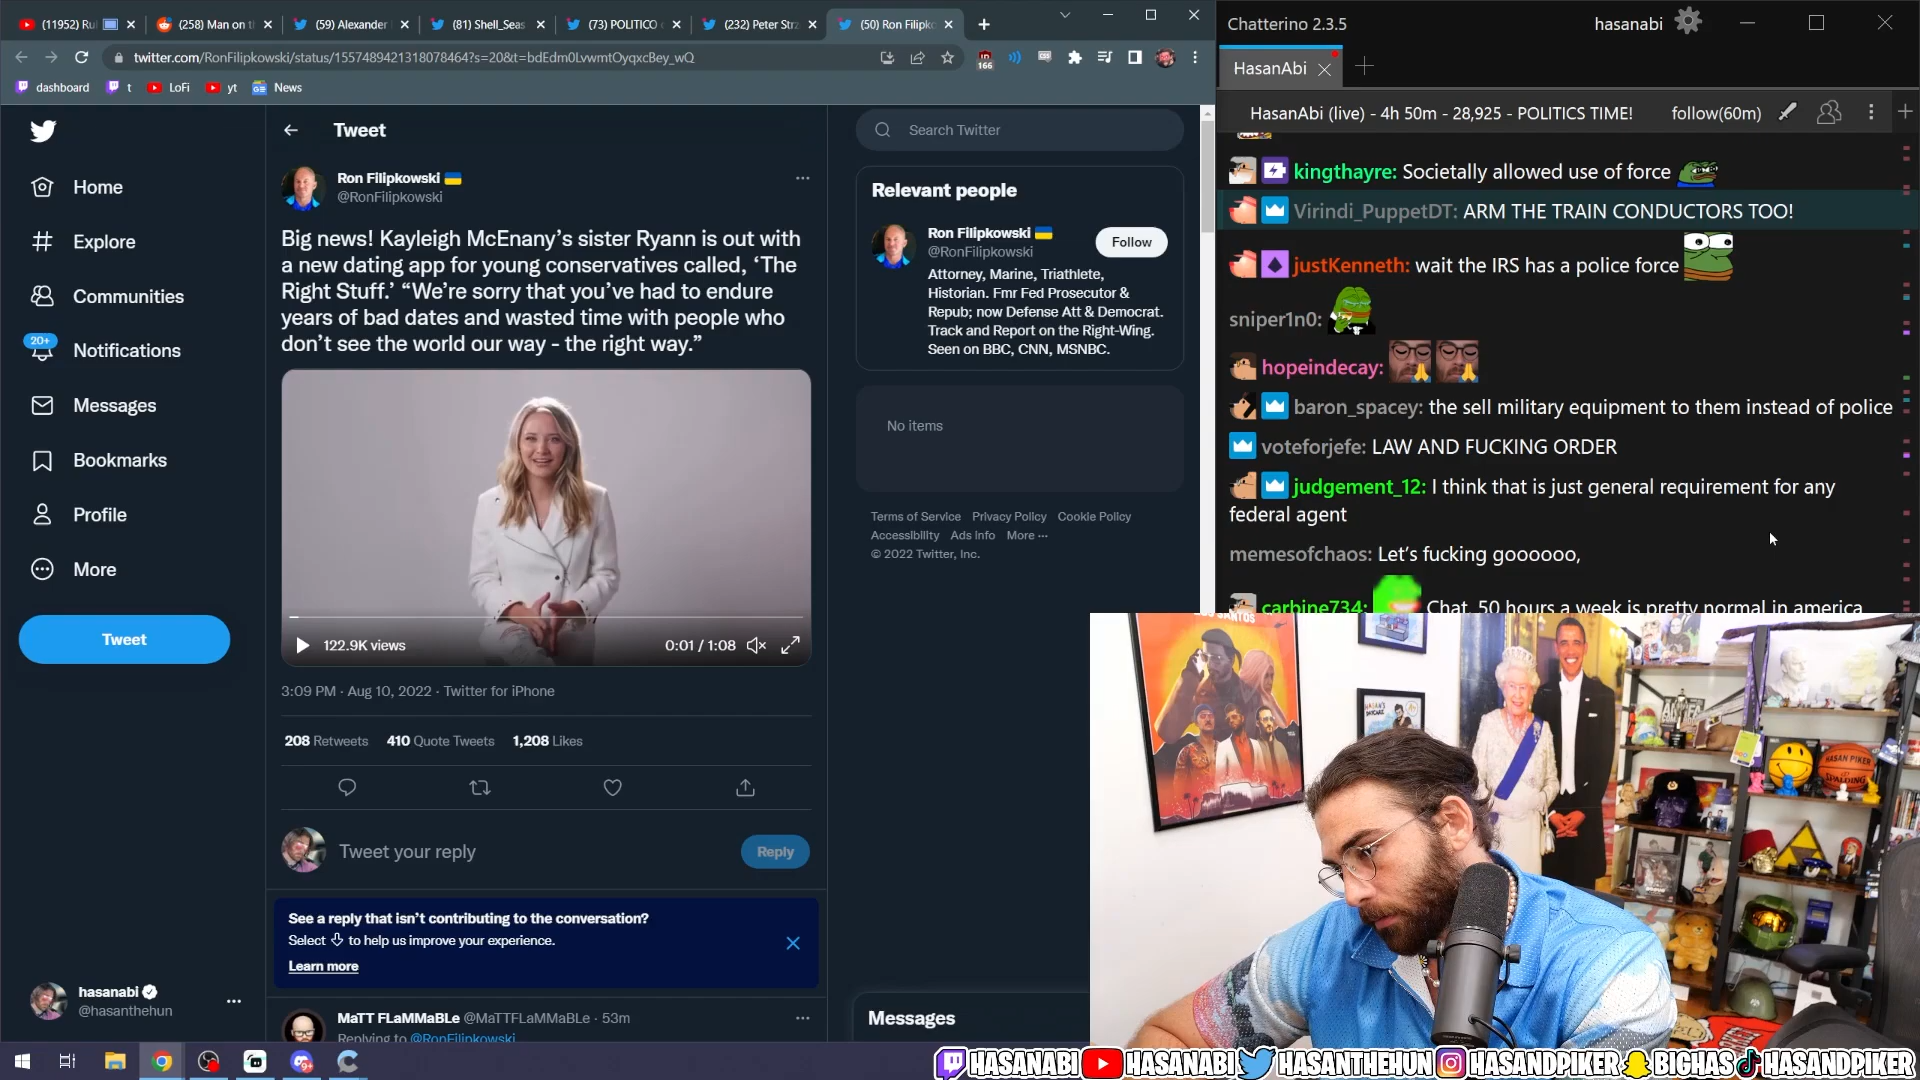 (11952) Ru
(258) Man on t
(59) Alexander
(81) Shell_Seas
(73) POLITICO
(232) Peter Strz
(50) Ron Filipko
twitter.com/RonFilipkowski/status/1557489421318078464?s=20&t=bdEdm0LvwmtOyqxcBey_wQ
166
dashboard
t
LoFi
yt
News
Home
Explore
Communities
20+
Notifications
Messages
Bookmarks
Profile
More
Tweet
hasanabi
@hasanthehun
Tweet
Ron Filipkowski
@RonFilipkowski
Big news! Kayleigh McEnany’s sister Ryann is out with
a new dating app for young conservatives called, ‘The
Right Stuff.’ “We’re sorry that you’ve had to endure
years of bad dates and wasted time with people who
don’t see the world our way - the right way.”
122.9K views
0:01 / 1:08
3:09 PM · Aug 10, 2022 · Twitter for iPhone
208 Retweets 410 Quote Tweets 1,208 Likes
Tweet your reply
Reply
See a reply that isn’t contributing to the conversation?
Select to help us improve your experience.
Learn more
MaTT FLaMMaBLe @MaTTFLaMMaBLe · 53m
Replying to @RonFilipkowski
Search Twitter
Relevant people
Ron Filipkowski
@RonFilipkowski
Follow
Attorney, Marine, Triathlete,
Historian. Fmr Fed Prosecutor &
Repub; now Defense Att & Democrat.
Track and Report on the Right-Wing.
Seen on BBC, CNN, MSNBC.
No items
Terms of Service Privacy Policy Cookie Policy
Accessibility Ads info More ···
© 2022 Twitter, Inc.
Messages
Chatterino 2.3.5
hasanabi
HasanAbi
HasanAbi (live) - 4h 50m - 28,925 - POLITICS TIME!
follow(60m)
kingthayre: Societally allowed use of force
Virindi_PuppetDT: ARM THE TRAIN CONDUCTORS TOO!
justKenneth: wait the IRS has a police force
sniper1n0:
hopeindecay:
baron_spacey: the sell military equipment to them instead of police
voteforjefe: LAW AND FUCKING ORDER
judgement_12: I think that is just general requirement for any
federal agent
memesofchaos: Let’s fucking goooooo,
carbine734: Chat, 50 hours a week is pretty normal in america
SANTOS
HASAN PIKER
SPALDING
HASANABI
HASANABI
HASANTHEHUN
HASANDPIKER
BIGHAS
HASANDPIKER